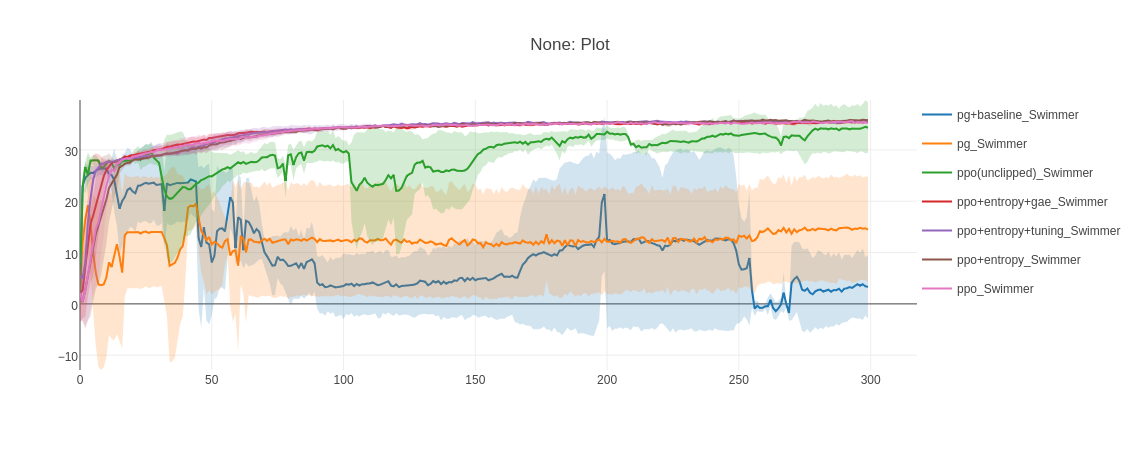 None: Plot
30
20
10
0
−10
0
50
100
150
200
250
300
pg+baseline_Swimmer
pg_Swimmer
ppo(unclipped)_Swimmer
ppo+entropy+gae_Swimmer
ppo+entropy+tuning_Swimmer
ppo+entropy_Swimmer
ppo_Swimmer